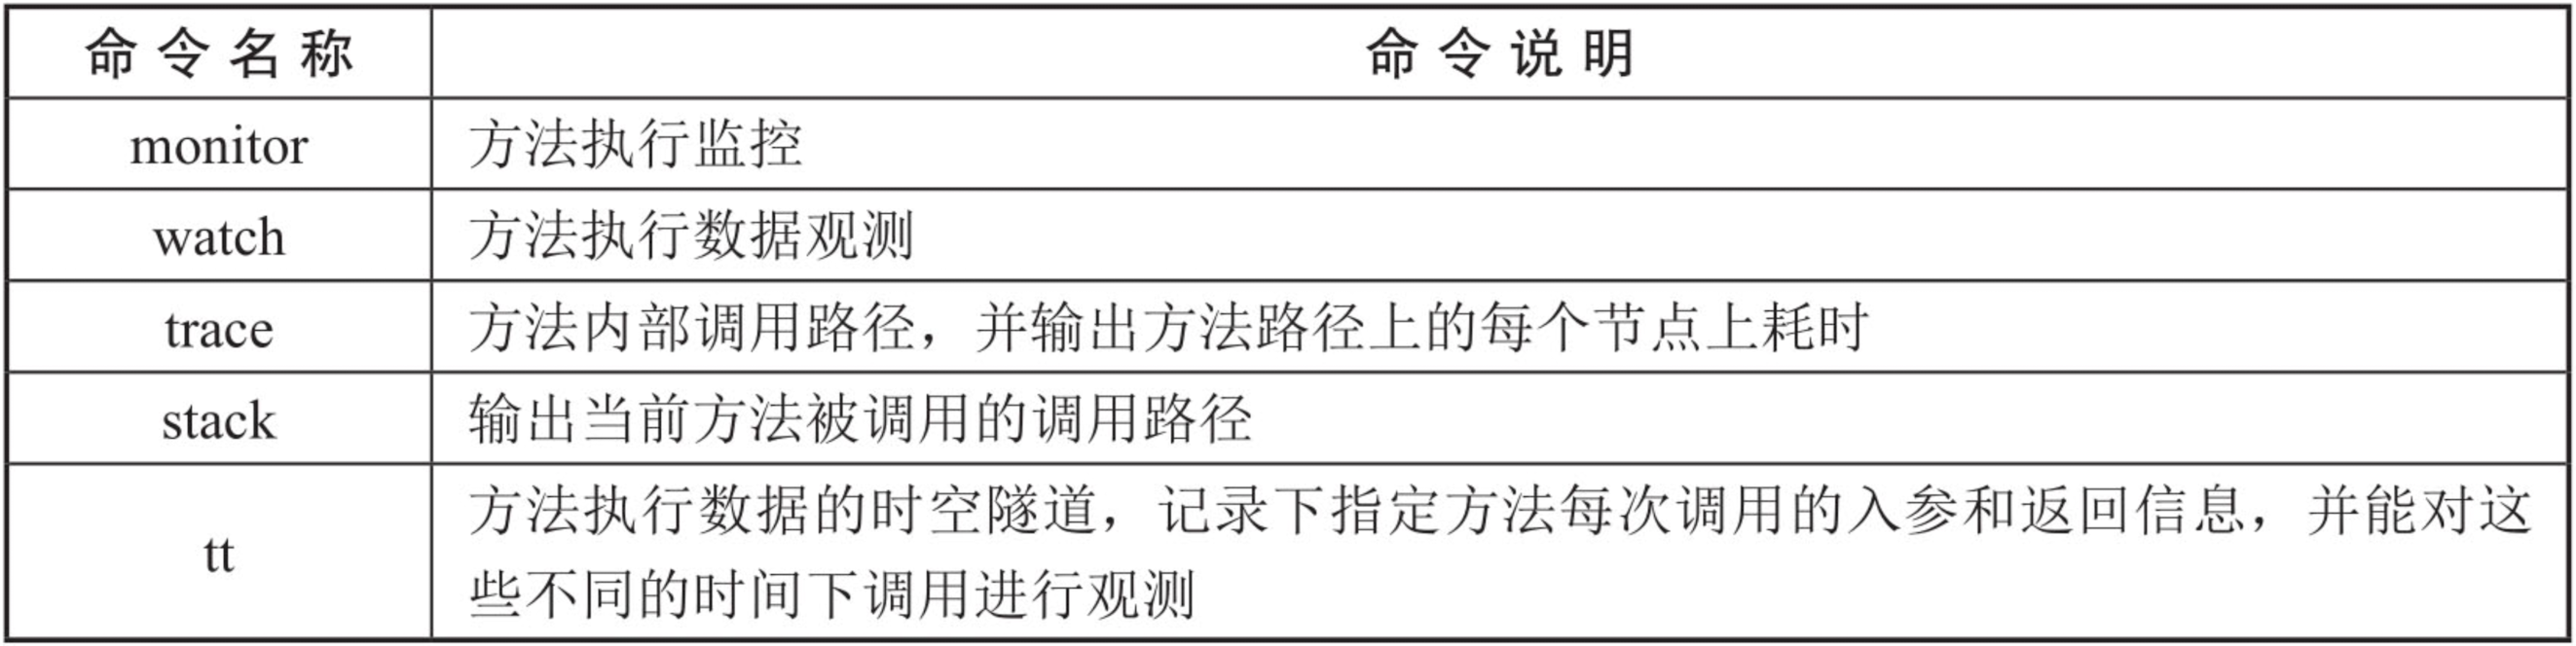 命令名称 命令说明
monitor 方法执行监控
watch 方法执行数据观测
trace 方法内部调用路径，并输出方法路径上的每个节点上耗时
stack 输出当前方法被调用的调用路径
tt 方法执行数据的时空隧道，记录下指定方法每次调用的入参和返回信息，并能对这
些不同的时间下调用进行观测